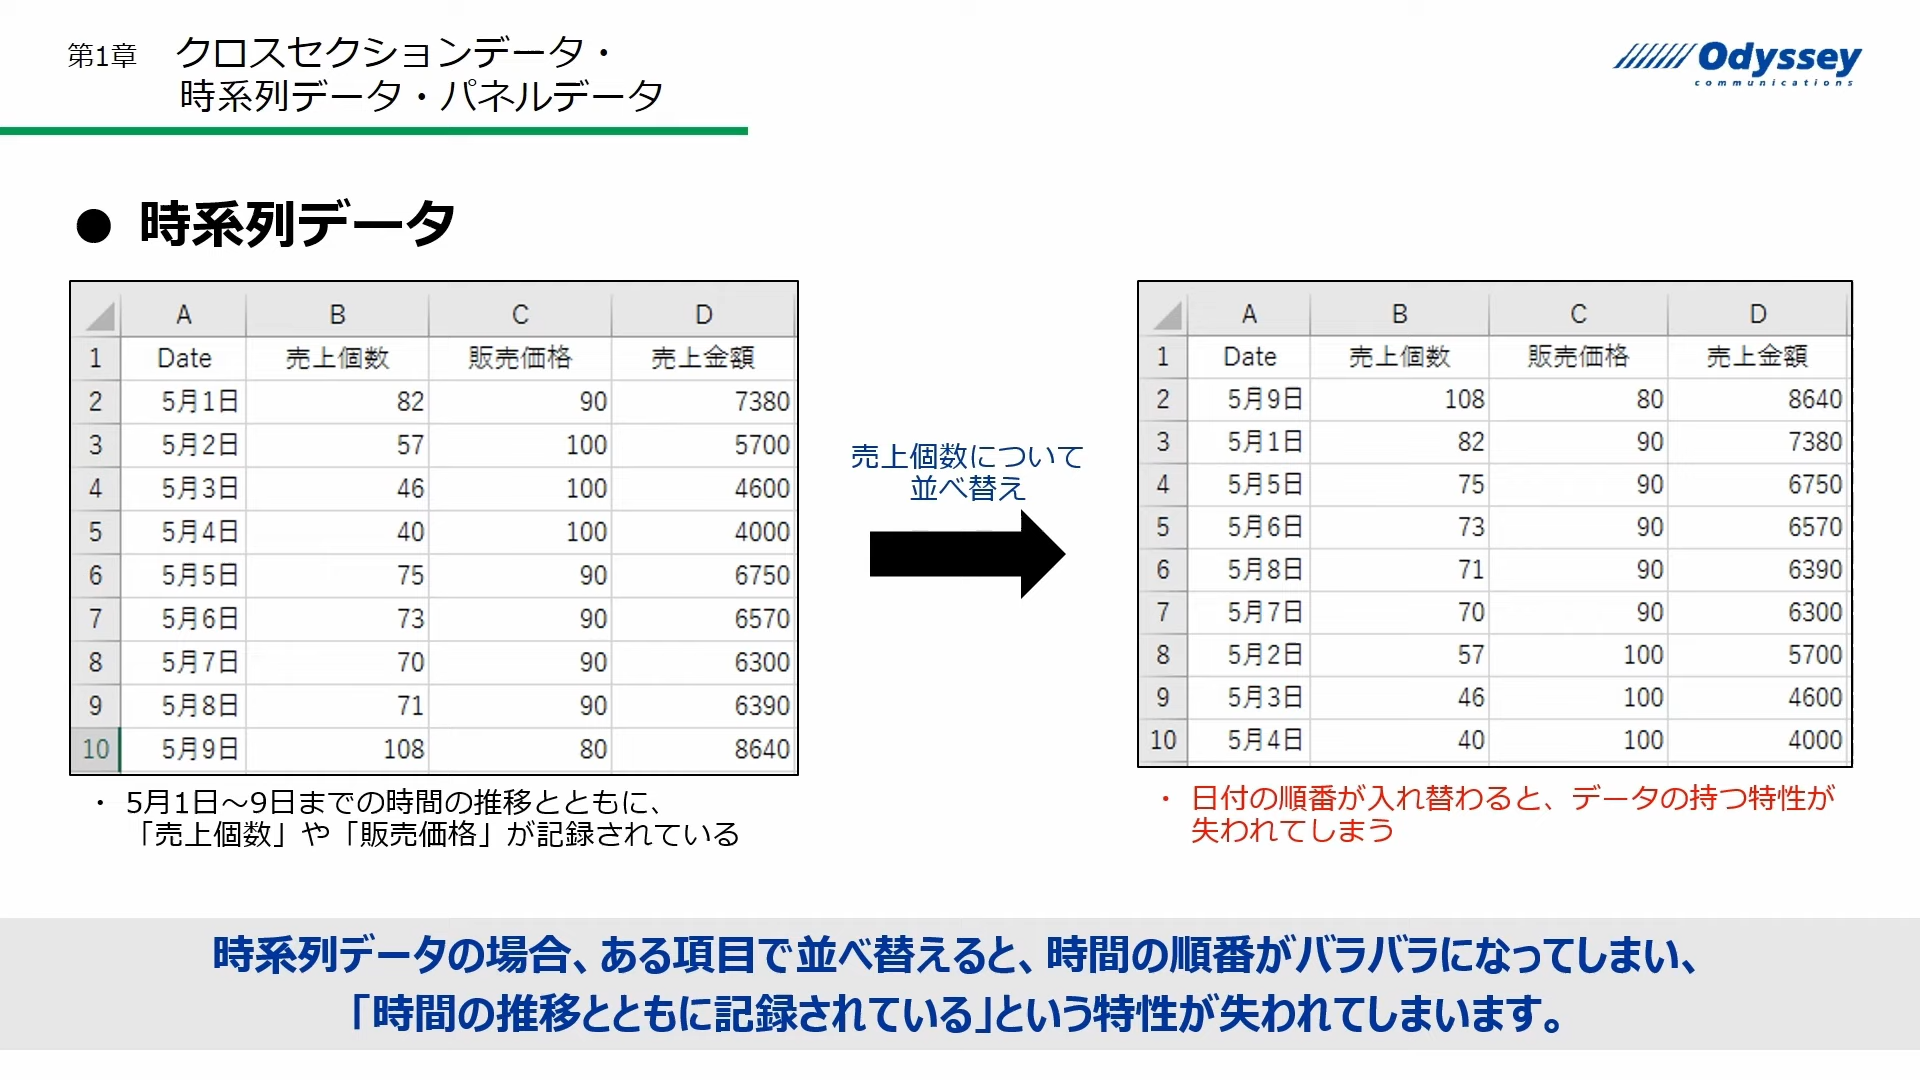 第1章 クロスセクションデータ・
時系列データ・パネルデータ
Odyssey
communications
● 時系列データ
A B C D
1 Date 売上個数 販売価格 売上金額
2 5月1日 82 90 7380
3 5月2日 57 100 5700
4 5月3日 46 100 4600
5 5月4日 40 100 4000
6 5月5日 75 90 6750
7 5月6日 73 90 6570
8 5月7日 70 90 6300
9 5月8日 71 90 6390
10 5月9日 108 80 8640
・ 5月1日～9日までの時間の推移とともに、
「売上個数」や「販売価格」が記録されている
売上個数について
並べ替え
A B C D
1 Date 売上個数 販売価格 売上金額
2 5月9日 108 80 8640
3 5月1日 82 90 7380
4 5月5日 75 90 6750
5 5月6日 73 90 6570
6 5月8日 71 90 6390
7 5月7日 70 90 6300
8 5月2日 57 100 5700
9 5月3日 46 100 4600
10 5月4日 40 100 4000
・ 日付の順番が入れ替わると、データの持つ特性が
失われてしまう
時系列データの場合、ある項目で並べ替えると、時間の順番がバラバラになってしまい、
「時間の推移とともに記録されている」という特性が失われてしまいます。